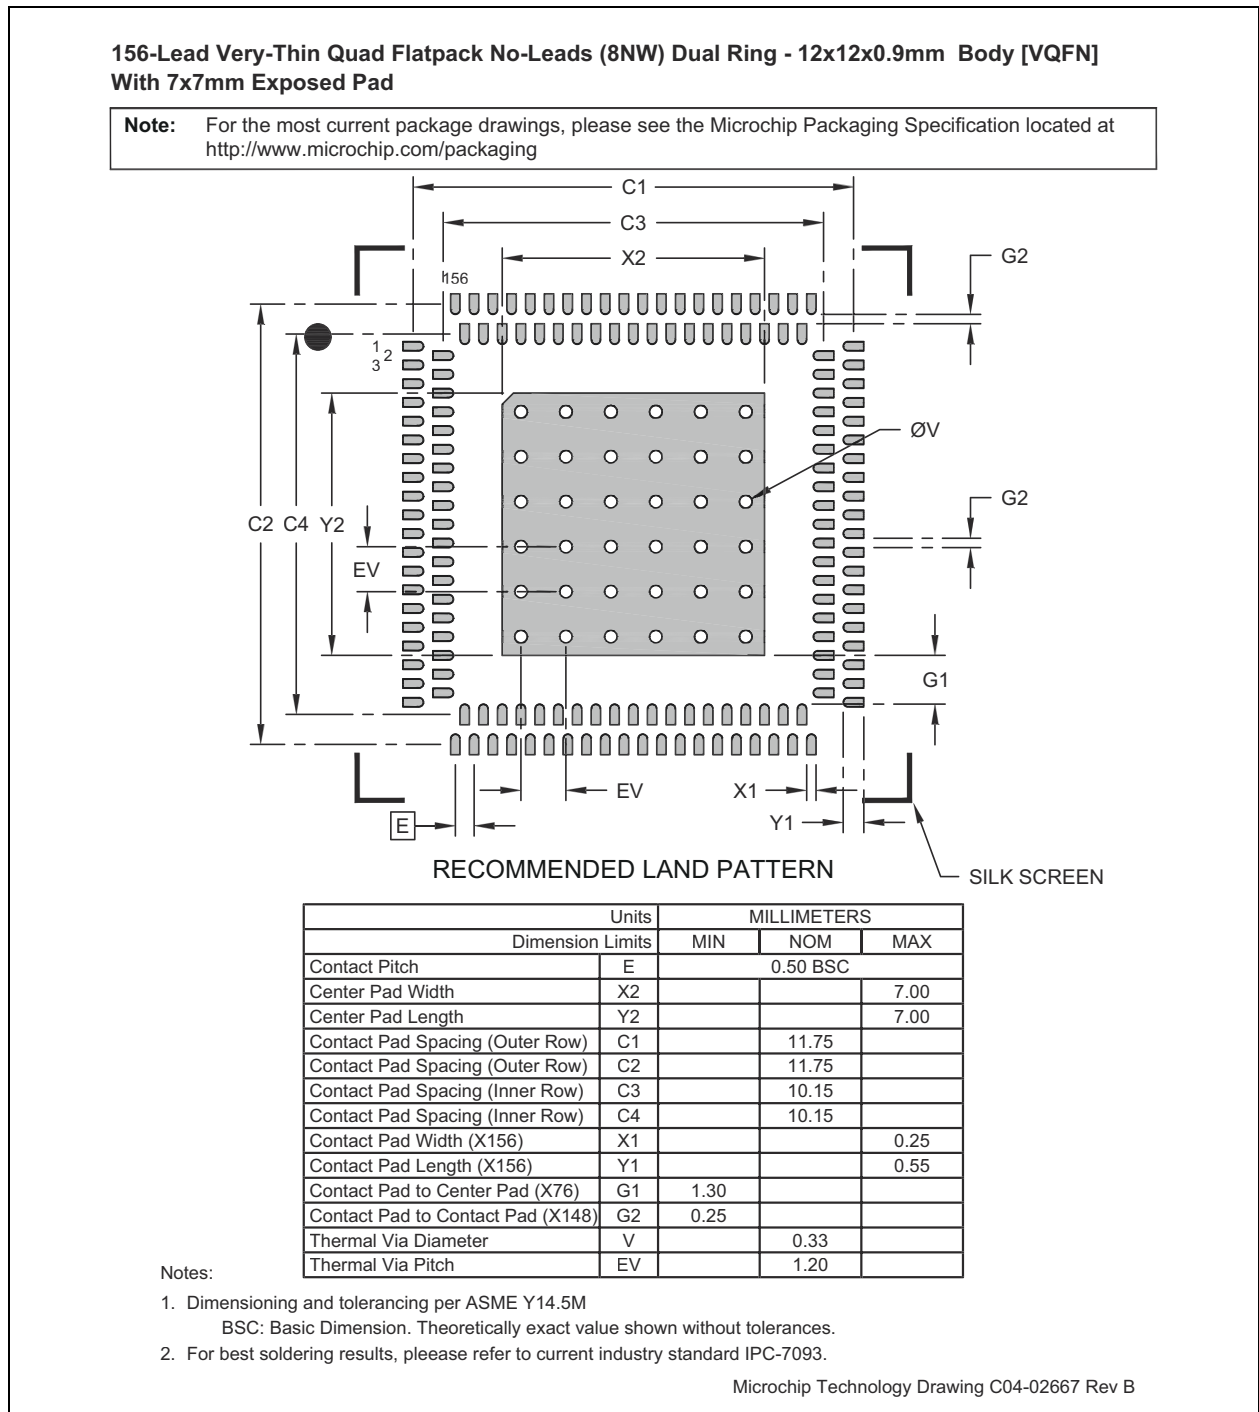 156-Lead Very-Thin Quad Flatpack No-Leads (8NW) Dual Ring - 12x12x0.9mm Body [VQFN]
With 7x7mm Exposed Pad
Note: For the most current package drawings, please see the Microchip Packaging Specification located at
http://www.microchip.com/packaging
C1
C3
X2
G2
156
1
2
3
ØV
C2 C4 Y2
G2
EV
G1
EV
X1
Y1
E
RECOMMENDED LAND PATTERN
SILK SCREEN
Units MILLIMETERS
Dimension Limits MIN NOM MAX
Contact Pitch E 0.50 BSC
Center Pad Width X2 7.00
Center Pad Length Y2 7.00
Contact Pad Spacing (Outer Row) C1 11.75
Contact Pad Spacing (Outer Row) C2 11.75
Contact Pad Spacing (Inner Row) C3 10.15
Contact Pad Spacing (Inner Row) C4 10.15
Contact Pad Width (X156) X1 0.25
Contact Pad Length (X156) Y1 0.55
Contact Pad to Center Pad (X76) G1 1.30
Contact Pad to Contact Pad (X148) G2 0.25
Thermal Via Diameter V 0.33
Thermal Via Pitch EV 1.20
Notes:
1. Dimensioning and tolerancing per ASME Y14.5M
BSC: Basic Dimension. Theoretically exact value shown without tolerances.
2. For best soldering results, pleease refer to current industry standard IPC-7093.
Microchip Technology Drawing C04-02667 Rev B